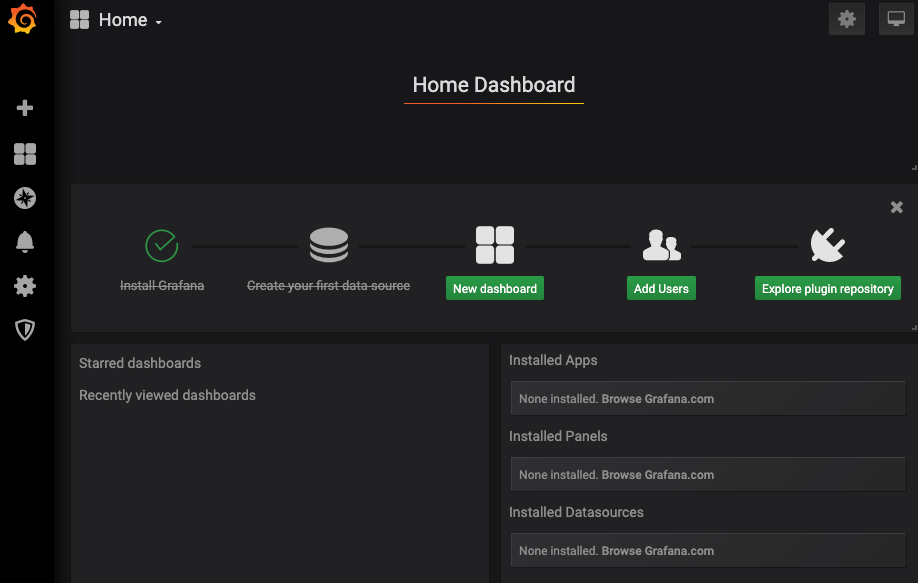 Home
Home Dashboard
Install Grafana
Create your first data source
New dashboard
Add Users
Explore plugin repository
Starred dashboards
Recently viewed dashboards
Installed Apps
None installed. Browse Grafana.com
Installed Panels
None installed. Browse Grafana.com
Installed Datasources
None installed. Browse Grafana.com